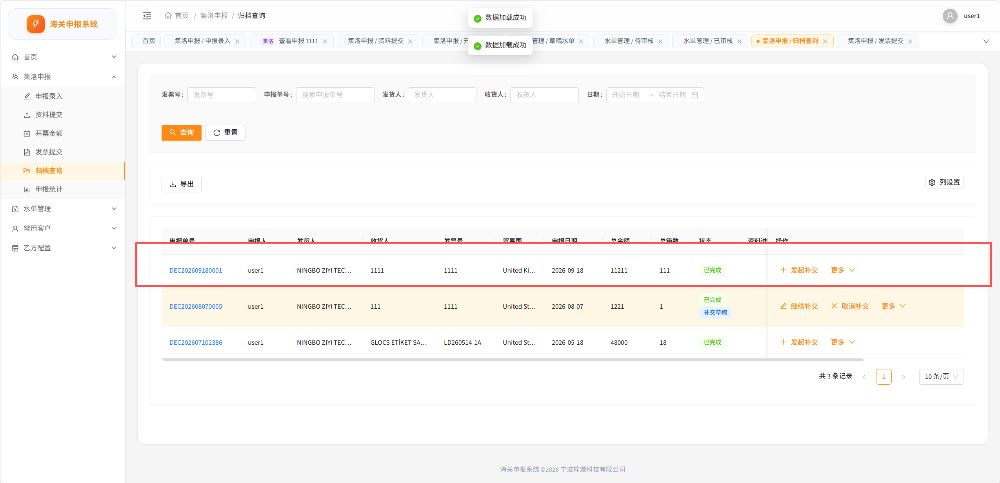 海关申报系统
首页 / 集洛申报 / 归档查询
数据加载成功
user1
首页
集洛申报 / 申报录入
集洛 查看申报 1111
集洛申报 / 资料提交
集洛申报 /
数据加载成功
管理 / 草稿水单
水单管理 / 待审核
水单管理 / 已审核
集洛申报 / 归档查询
集洛申报 / 发票提交
首页
集洛申报
申报录入
资料提交
开票金额
发票提交
归档查询
申报统计
水单管理
常用客户
乙方配置
发票号: 发票号 申报单号: 搜索申报单号 发货人: 发货人 收货人: 收货人 日期: 开始日期 → 结束日期
查询 重置
导出 列设置
申报单号 申报人 发货人 收货人 发票号 贸易国 申报日期 总金额 总箱数 状态 资料进 操作
DEC202609180001 user1 NINGBO ZIYI TEC... 1111 1111 United Ki... 2026-09-18 11211 111 已完成 - 发起补交 更多
DEC202608070005 user1 NINGBO ZIYI TEC... 111 1111 United St... 2026-08-07 1221 1 已完成 - 继续补交 取消补交 更多
补交草稿
DEC202607102386 user1 NINGBO ZIYI TEC... GLOCS ETİKET SA... LD260514-1A United St... 2026-05-18 48000 18 已完成 - 发起补交 更多
共 3 条记录 < 1 > 10 条/页
海关申报系统 ©2026 宁波梓熠科技有限公司